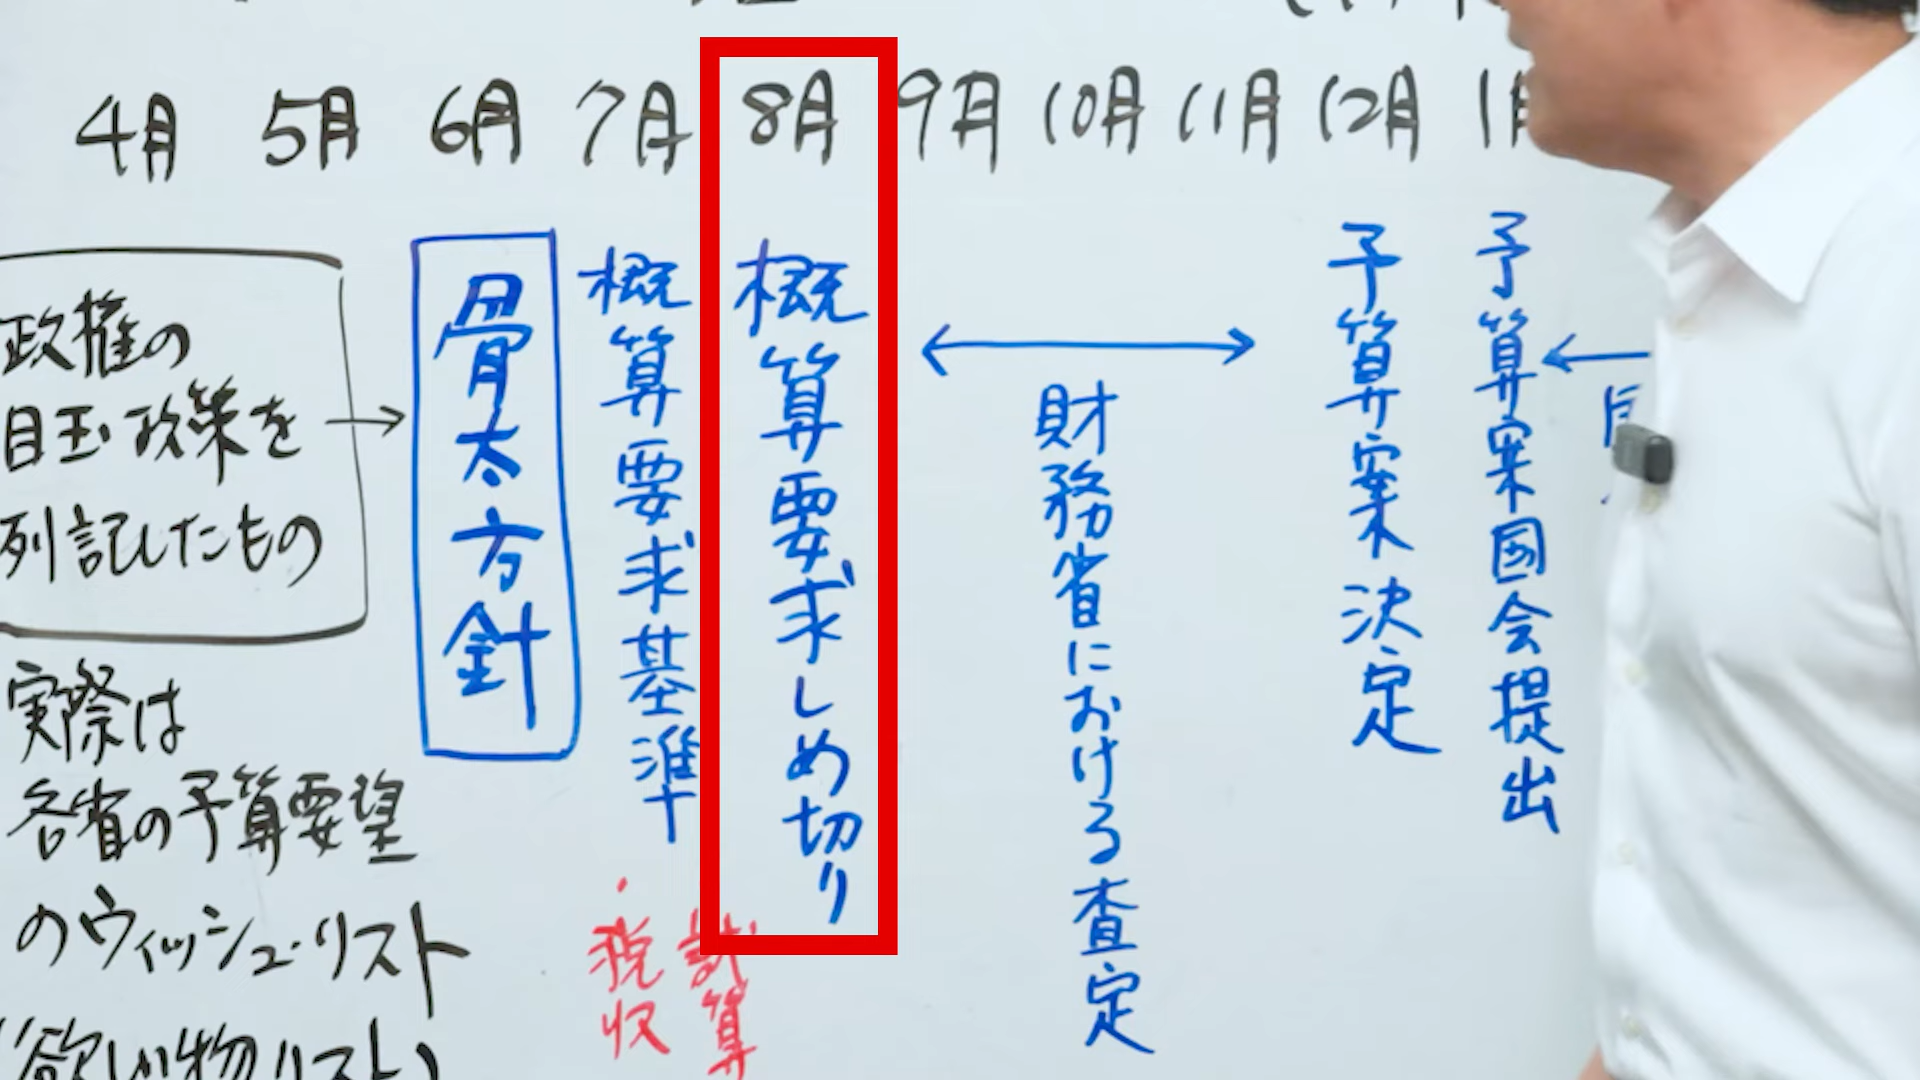 4月 5月 6月 7月 8月 9月 10月 11月 12月 1月
政権の
目玉政策を
列記したもの
実際は
各省の予算要望
のウィッシュ・リスト
(欲しい物リスト)
骨太方針
概算要求基準
税収
計算
概算要求しめ切り
財務省における査定
予算案決定
予算案国会提出